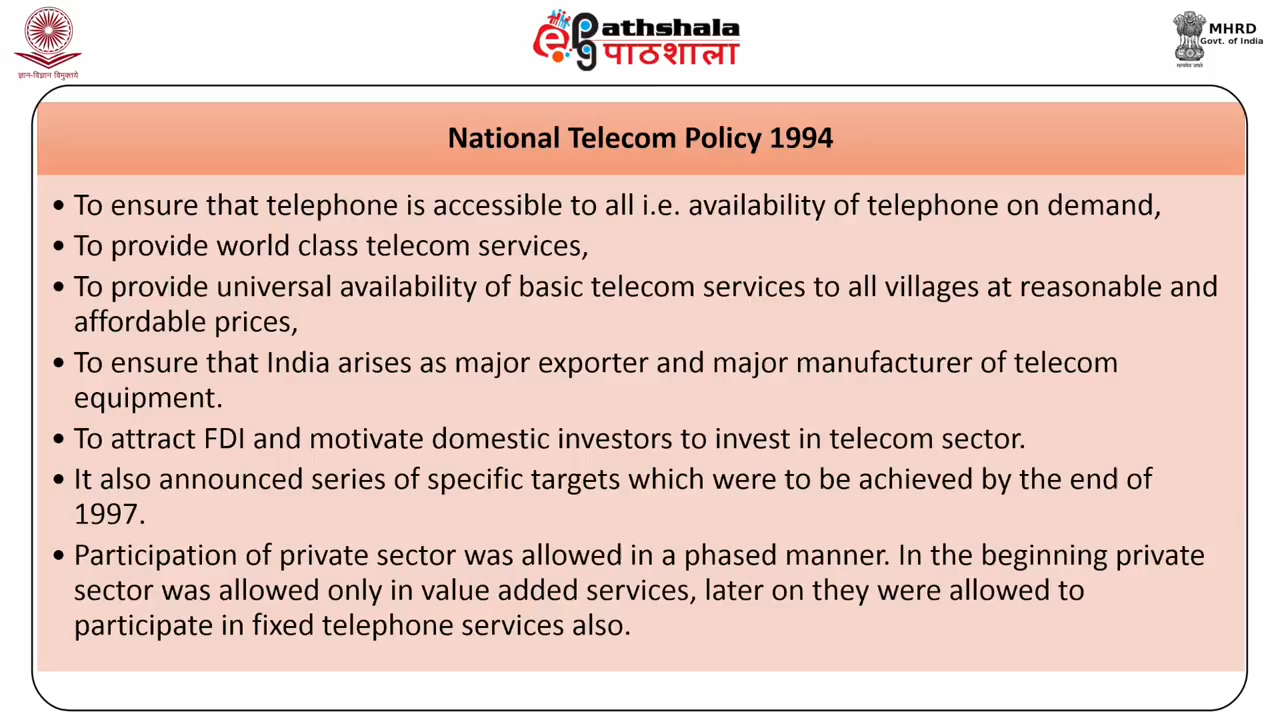 ज्ञान-विज्ञान विमुक्तये
ePG athshala
पाठशाला
MHRD
Govt. of India
सत्यमेव जयते
National Telecom Policy 1994
• To ensure that telephone is accessible to all i.e. availability of telephone on demand,
• To provide world class telecom services,
• To provide universal availability of basic telecom services to all villages at reasonable and
affordable prices,
• To ensure that India arises as major exporter and major manufacturer of telecom
equipment.
• To attract FDI and motivate domestic investors to invest in telecom sector.
• It also announced series of specific targets which were to be achieved by the end of
1997.
• Participation of private sector was allowed in a phased manner. In the beginning private
sector was allowed only in value added services, later on they were allowed to
participate in fixed telephone services also.